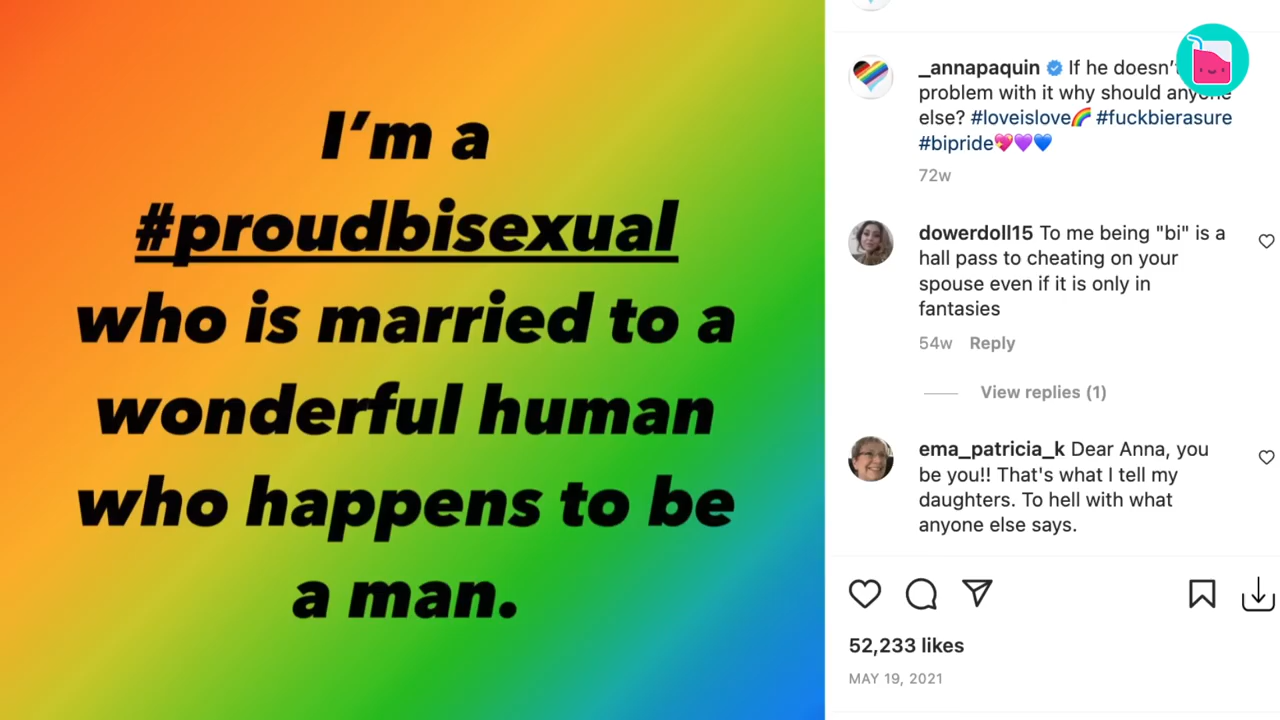 I'm a
#proudbisexual
who is married to a
wonderful human
who happens to be
a man.
_annapaquin If he doesn'
problem with it why should anyone
else? #loveislove🌈 #fuckbierasure
#bipride💖💜💙
72w
dowerdoll15 To me being "bi" is a
hall pass to cheating on your
spouse even if it is only in
fantasies
54w Reply
View replies (1)
ema_patricia_k Dear Anna, you
be you!! That's what I tell my
daughters. To hell with what
anyone else says.
52,233 likes
MAY 19, 2021